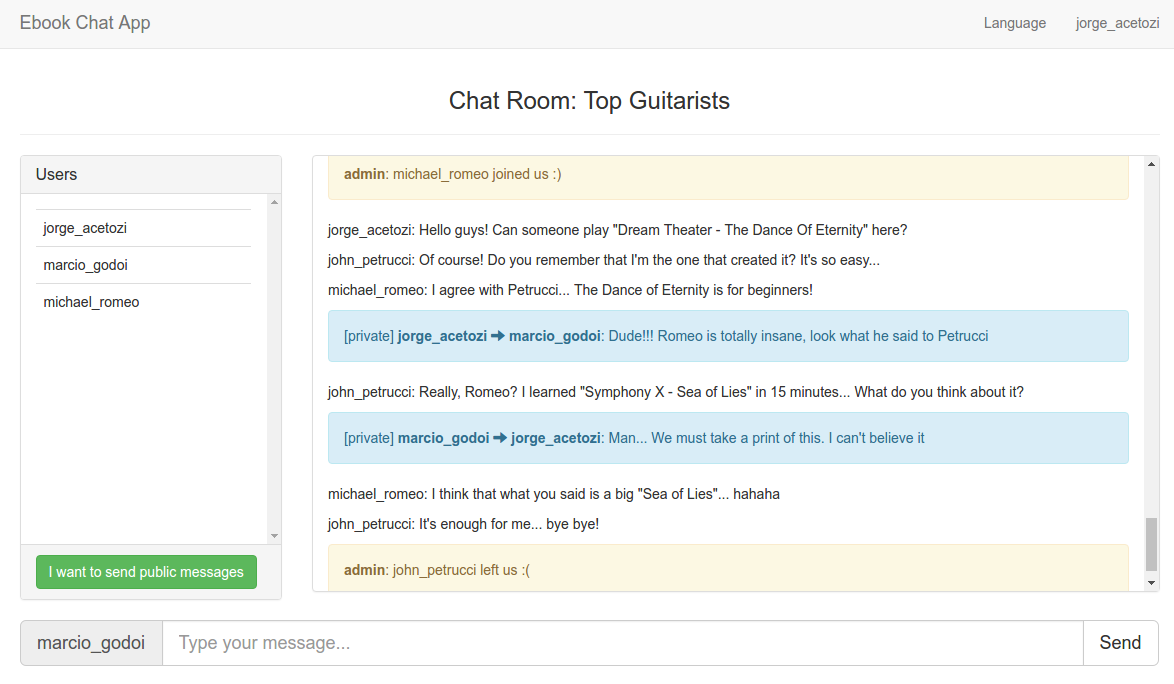 Ebook Chat App
Language
jorge_acetozi
Chat Room: Top Guitarists
Users
jorge_acetozi
marcio_godoi
michael_romeo
I want to send public messages
admin: michael_romeo joined us :)
jorge_acetozi: Hello guys! Can someone play "Dream Theater - The Dance Of Eternity" here?
john_petrucci: Of course! Do you remember that I'm the one that created it? It's so easy...
michael_romeo: I agree with Petrucci... The Dance of Eternity is for beginners!
[private] jorge_acetozi ➔ marcio_godoi: Dude!!! Romeo is totally insane, look what he said to Petrucci
john_petrucci: Really, Romeo? I learned "Symphony X - Sea of Lies" in 15 minutes... What do you think about it?
[private] marcio_godoi ➔ jorge_acetozi: Man... We must take a print of this. I can't believe it
michael_romeo: I think that what you said is a big "Sea of Lies"... hahaha
john_petrucci: It's enough for me... bye bye!
admin: john_petrucci left us :(
marcio_godoi
Type your message...
Send